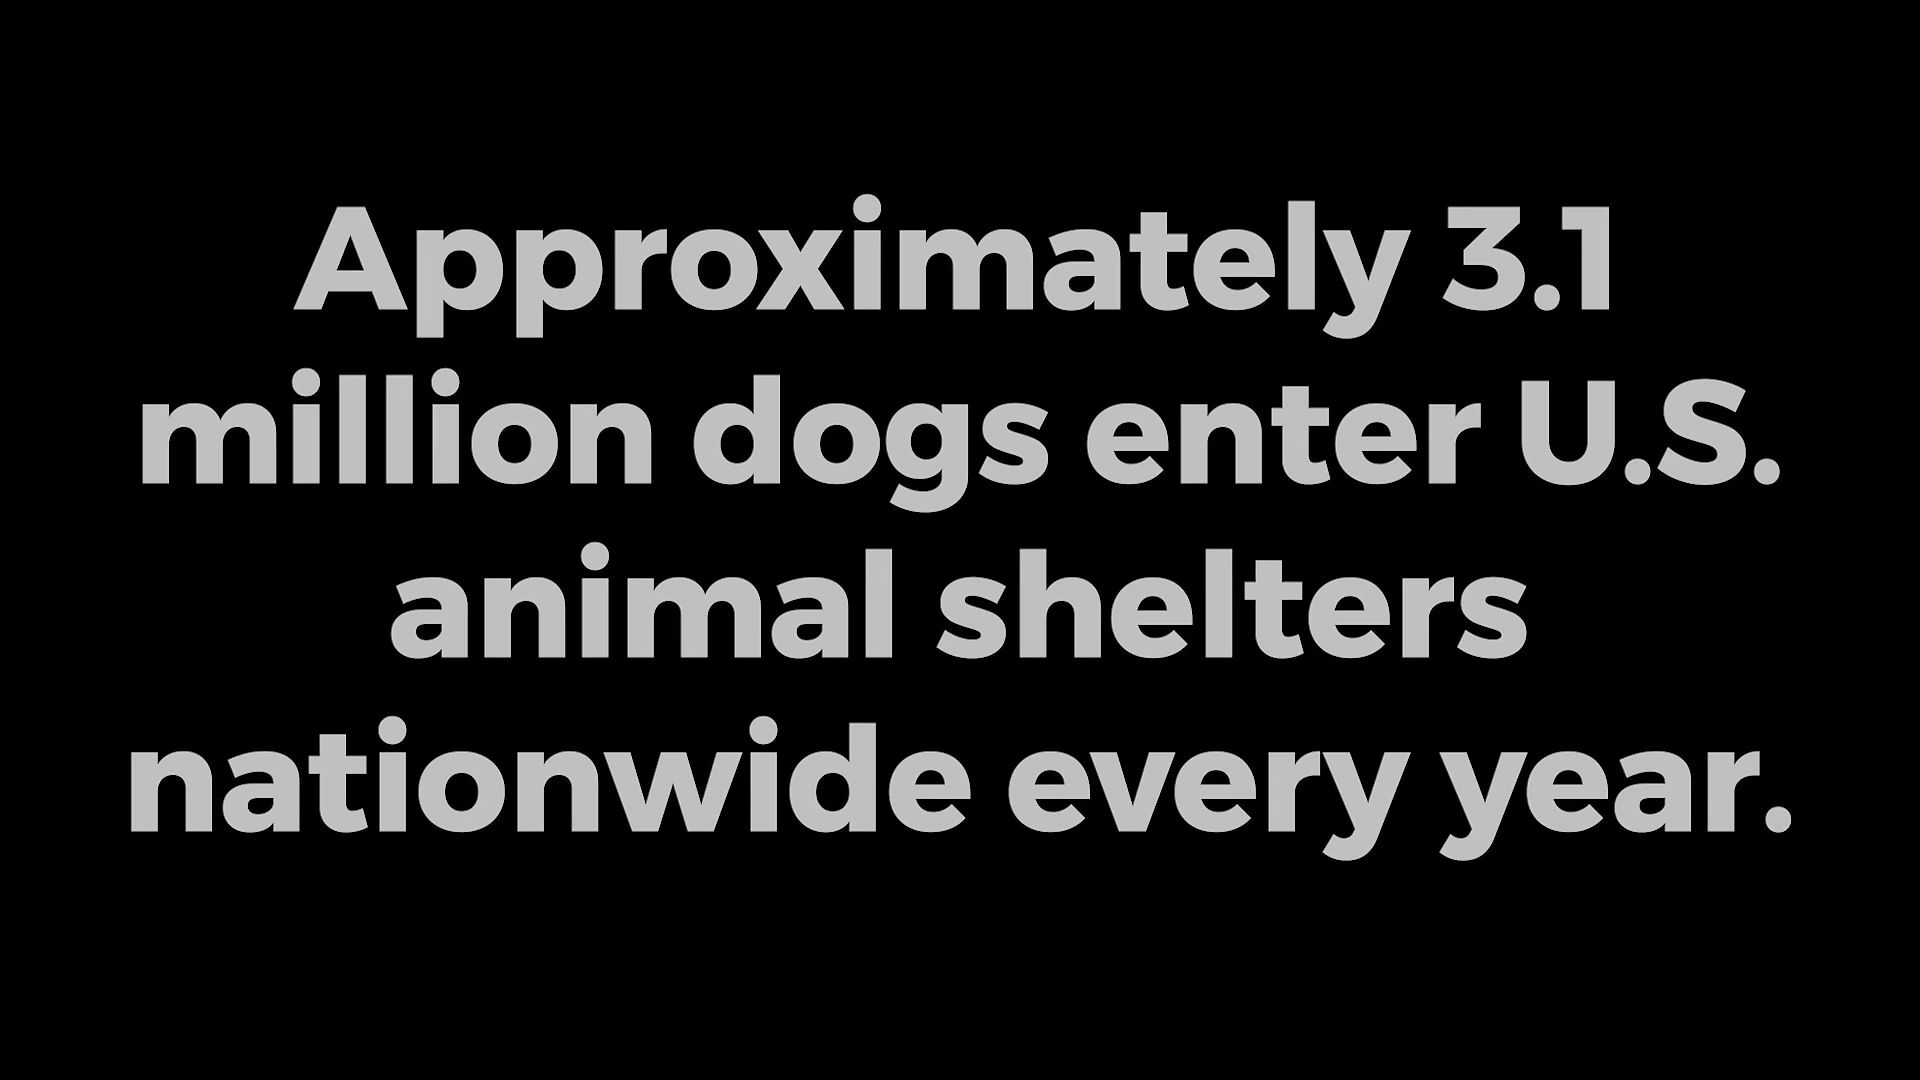 Approximately 3.1
million dogs enter U.S.
animal shelters
nationwide every year.